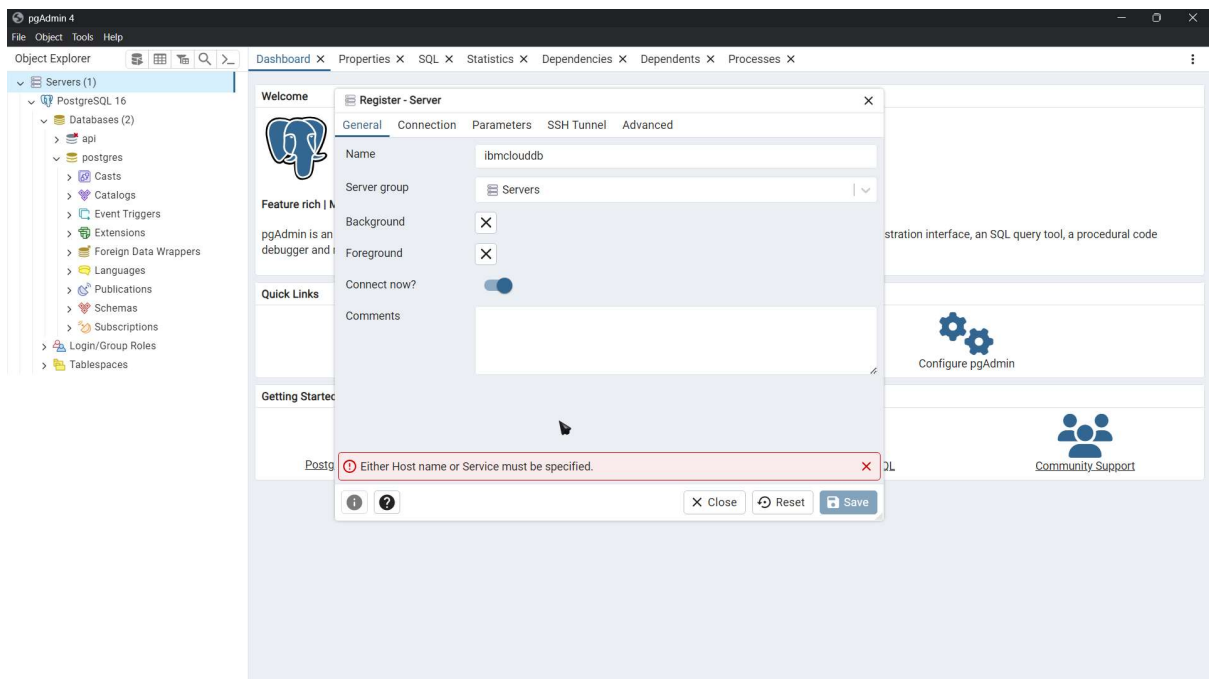 pgAdmin 4
File Object Tools Help
Object Explorer
Dashboard Properties SQL Statistics Dependencies Dependents Processes
Servers (1)
PostgreSQL 16
Databases (2)
api
postgres
Casts
Catalogs
Event Triggers
Extensions
Foreign Data Wrappers
Languages
Publications
Schemas
Subscriptions
Login/Group Roles
Tablespaces
Welcome
Feature rich |
pgAdmin is an
debugger and
stration interface, an SQL query tool, a procedural code
Quick Links
Configure pgAdmin
Getting Started
Postg
QL
Community Support
Register - Server
General Connection Parameters SSH Tunnel Advanced
Name
ibmclouddb
Server group
Servers
Background
Foreground
Connect now?
Comments
Either Host name or Service must be specified.
Close Reset Save